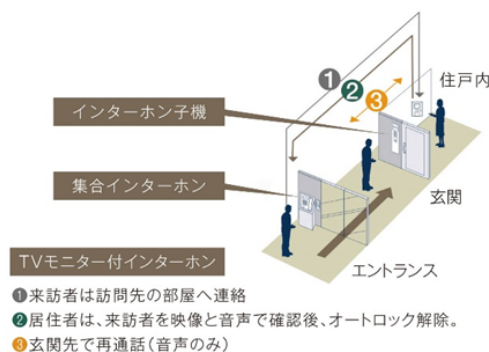 ❶
❷
❸
住戸内
インターホン子機
集合インターホン
玄関
エントランス
TVモニター付インターホン
❶来訪者は訪問先の部屋へ連絡
❷居住者は、来訪者を映像と音声で確認後、オートロック解除。
❸玄関先で再通話(音声のみ)